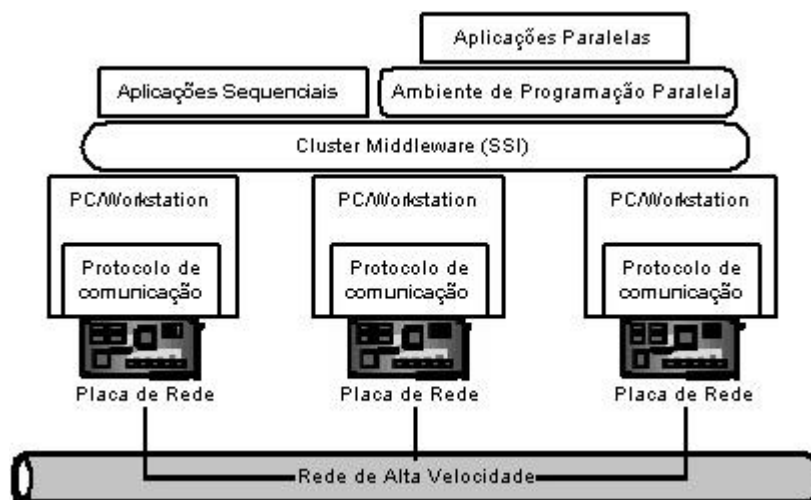 Aplicações Paralelas
Aplicações Sequenciais
Ambiente de Programação Paralela
Cluster Middleware (SSI)
PC/Workstation
PC/Workstation
PC/Workstation
Protocolo de
comunicação
Protocolo de
comunicação
Protocolo de
comunicação
Placa de Rede
Placa de Rede
Placa de Rede
Rede de Alta Velocidade